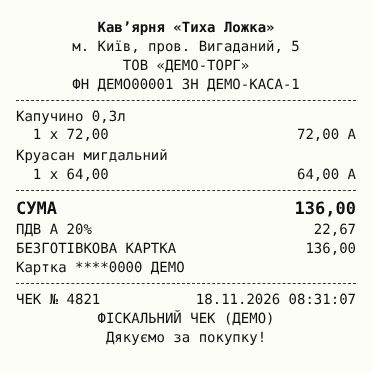 Кав’ярня «Тиха Ложка»
м. Київ, пров. Вигаданий, 5
ТОВ «ДЕМО-ТОРГ»
ФН ДЕМО00001 ЗН ДЕМО-КАСА-1
Капучино 0,3л
1 x 72,00 72,00 А
Круасан мигдальний
1 x 64,00 64,00 А
СУМА 136,00
ПДВ А 20% 22,67
БЕЗГОТІВКОВА КАРТКА 136,00
Картка ****0000 ДЕМО
ЧЕК № 4821 18.11.2026 08:31:07
ФІСКАЛЬНИЙ ЧЕК (ДЕМО)
Дякуємо за покупку!